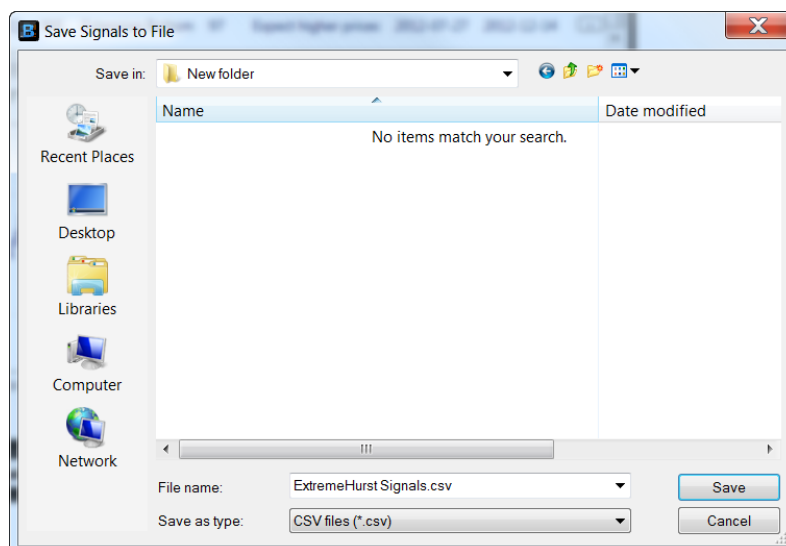 Save Signals to File
Save in: New folder
Name Date modified
No items match your search.
Recent Places
Desktop
Libraries
Computer
Network
File name: ExtremeHurst Signals.csv Save
Save as type: CSV files (*.csv) Cancel